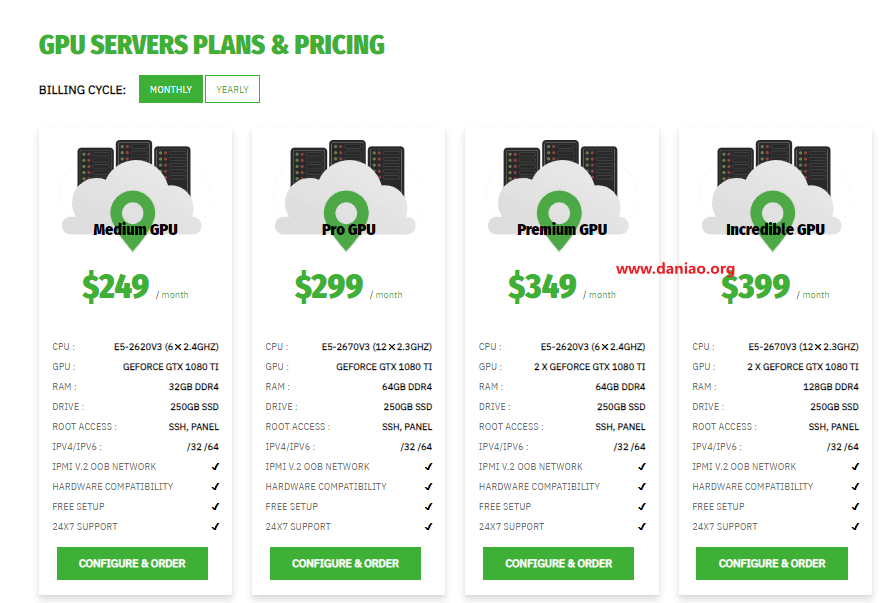 GPU SERVERS PLANS & PRICING
BILLING CYCLE: MONTHLY YEARLY
Medium GPU
$249 / month
CPU : E5-2620V3 (6✕2.4GHZ)
GPU : GEFORCE GTX 1080 TI
RAM : 32GB DDR4
DRIVE : 250GB SSD
ROOT ACCESS : SSH, PANEL
IPV4/IPV6 : /32 /64
IPMI V.2 OOB NETWORK ✔
HARDWARE COMPATIBILITY ✔
FREE SETUP ✔
24X7 SUPPORT ✔
CONFIGURE & ORDER
Pro GPU
$299 / month
CPU : E5-2670V3 (12✕2.3GHZ)
GPU : GEFORCE GTX 1080 TI
RAM : 64GB DDR4
DRIVE : 250GB SSD
ROOT ACCESS : SSH, PANEL
IPV4/IPV6 : /32 /64
IPMI V.2 OOB NETWORK ✔
HARDWARE COMPATIBILITY ✔
FREE SETUP ✔
24X7 SUPPORT ✔
CONFIGURE & ORDER
Premium GPU
$349 / month
CPU : E5-2620V3 (6✕2.4GHZ)
GPU : 2 X GEFORCE GTX 1080 TI
RAM : 64GB DDR4
DRIVE : 250GB SSD
ROOT ACCESS : SSH, PANEL
IPV4/IPV6 : /32 /64
IPMI V.2 OOB NETWORK ✔
HARDWARE COMPATIBILITY ✔
FREE SETUP ✔
24X7 SUPPORT ✔
CONFIGURE & ORDER
www.daniao.org
Incredible GPU
$399 / month
CPU : E5-2670V3 (12✕2.3GHZ)
GPU : 2 X GEFORCE GTX 1080 TI
RAM : 128GB DDR4
DRIVE : 250GB SSD
ROOT ACCESS : SSH, PANEL
IPV4/IPV6 : /32 /64
IPMI V.2 OOB NETWORK ✔
HARDWARE COMPATIBILITY ✔
FREE SETUP ✔
24X7 SUPPORT ✔
CONFIGURE & ORDER